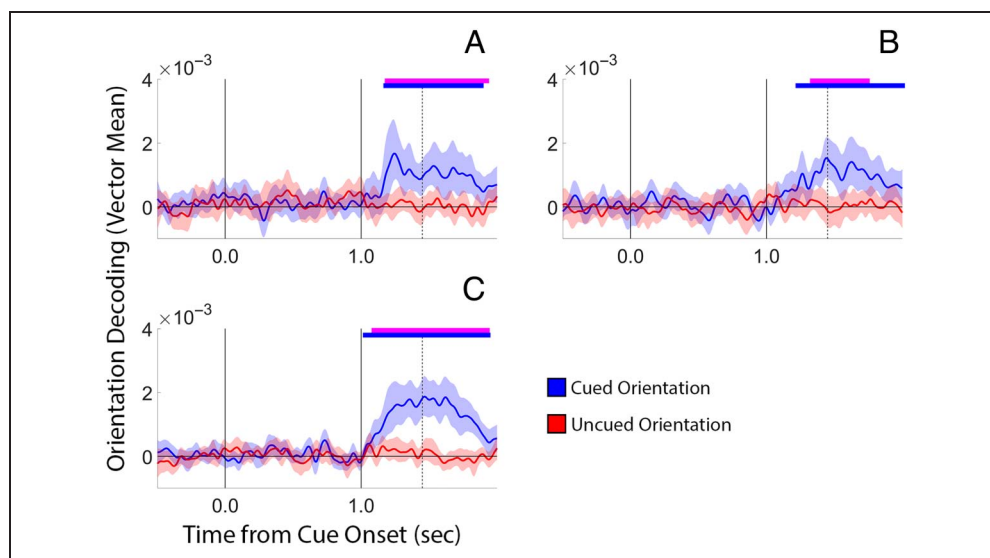 A
×10⁻³
4
2
0
0.0
1.0
B
×10⁻³
4
2
0
0.0
1.0
C
×10⁻³
4
2
0
0.0
1.0
Orientation Decoding (Vector Mean)
Time from Cue Onset (sec)
Cued Orientation
Uncued Orientation